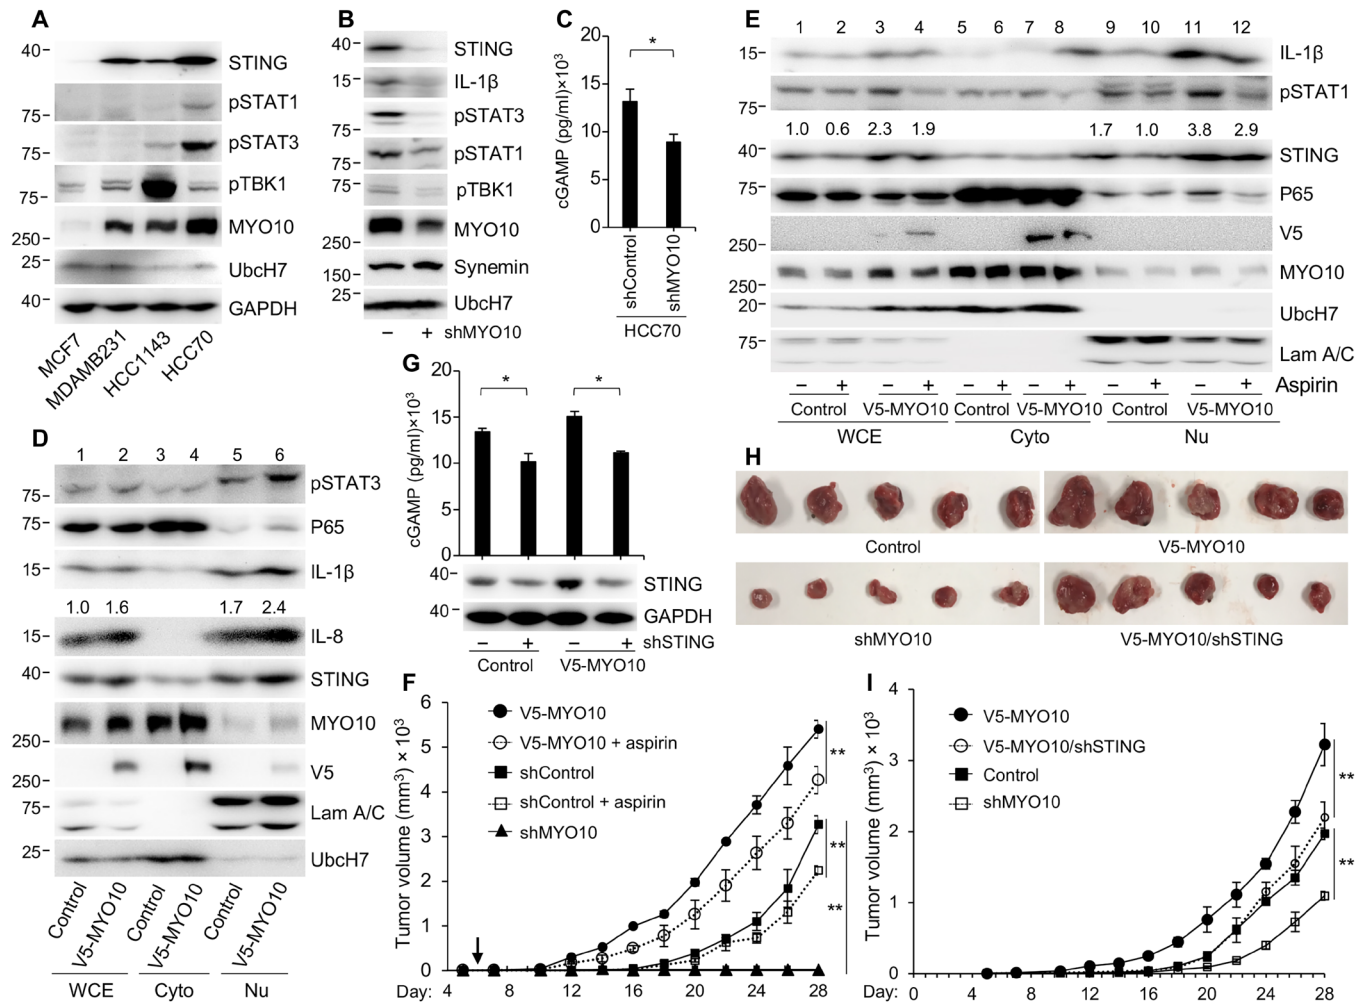 A
40
STING
pSTAT1
75
pSTAT3
75
pTBK1
75
MYO10
250
25
UbcH7
40
GAPDH
MCF7
MDAMB231
HCC1143
HCC70
B
40
STING
15
IL-1β
pSTAT3
75
pSTAT1
50
75
pTBK1
MYO10
250
Synemin
150
25
UbcH7
− + shMYO10
C
cGAMP (pg/ml)×10³
20
15
10
5
0
*
shControl
shMYO10
HCC70
D
1 2 3 4 5 6
pSTAT3
75
75
P65
15
IL-1β
1.0 1.6 1.7 2.4
15
IL-8
40
STING
MYO10
250
V5
250
75
Lam A/C
25
UbcH7
Control
V5-MYO10
Control
V5-MYO10
Control
V5-MYO10
WCE Cyto Nu
E
1 2 3 4 5 6 7 8 9 10 11 12
15
IL-1β
pSTAT1
75
1.0 0.6 2.3 1.9 1.7 1.0 3.8 2.9
40
STING
75
P65
V5
250
MYO10
250
20
UbcH7
75
Lam A/C
− + − + − + − + − + − + Aspirin
Control V5-MYO10 Control V5-MYO10 Control V5-MYO10
WCE Cyto Nu
G
cGAMP (pg/ml)×10³
20
15
10
5
0
* *
40
STING
40
GAPDH
− + − + shSTING
Control V5-MYO10
H
Control V5-MYO10
shMYO10 V5-MYO10/shSTING
F
Tumor volume (mm³) × 10³
6
5
4
3
2
1
0
V5-MYO10
V5-MYO10 + aspirin
shControl
shControl + aspirin
shMYO10
**
**
**
Day: 4 8 12 16 20 24 28
I
Tumor volume (mm³) × 10³
4
3
2
1
0
V5-MYO10
V5-MYO10/shSTING
Control
shMYO10
**
**
Day: 0 4 8 12 16 20 24 28